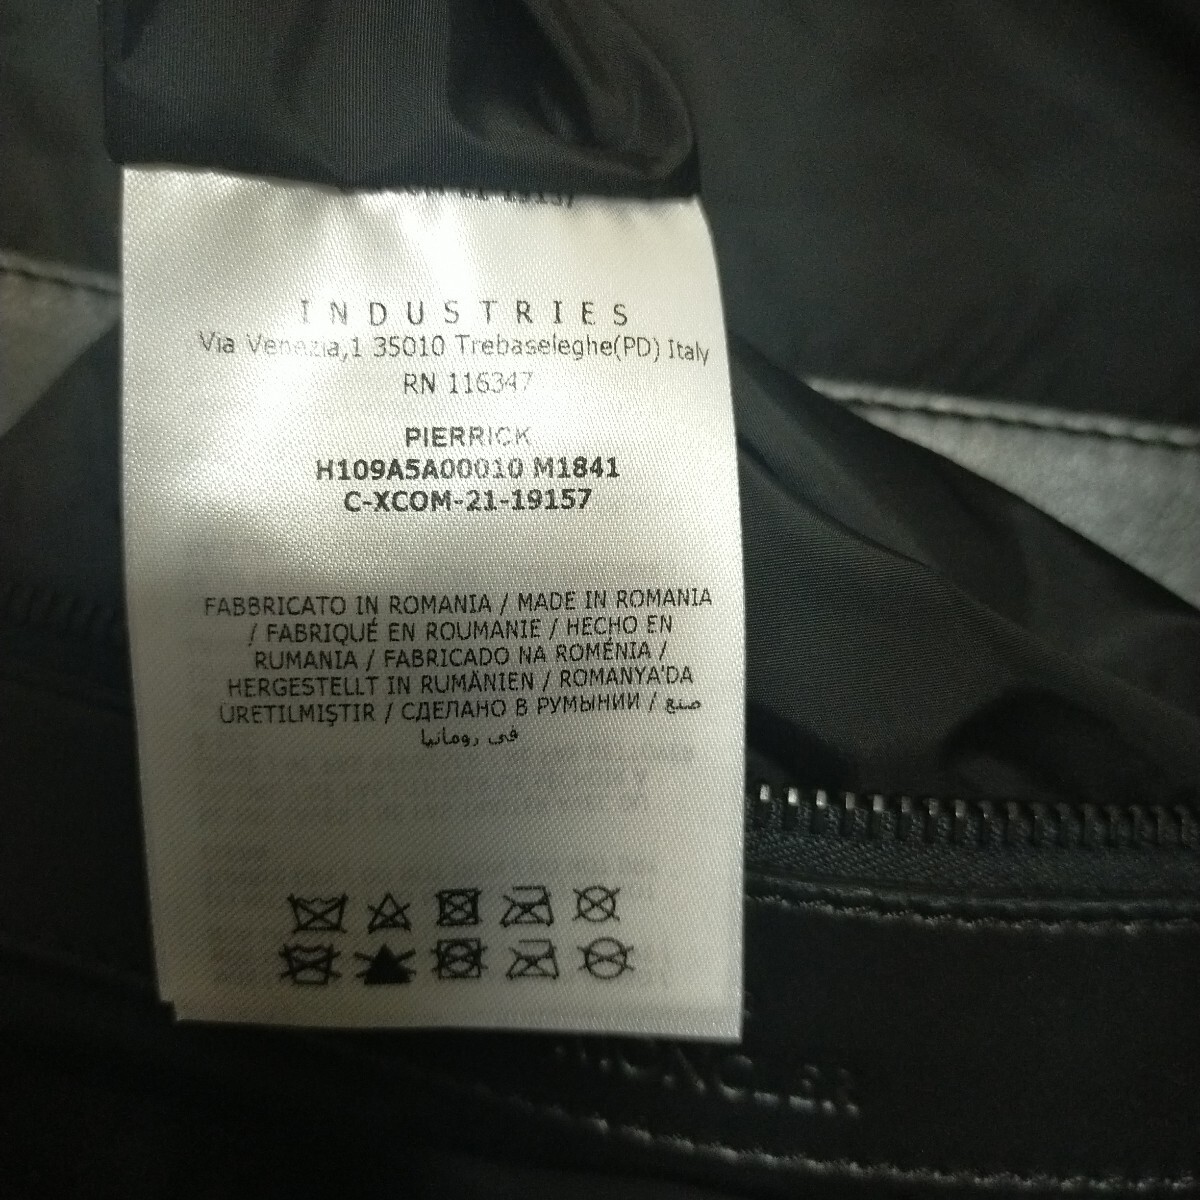 INDUSTRIES
Via Venezia,1 35010 Trebaseleghe(PD) Italy
RN 116347
PIERRICK
H109A5A00010 M1841
C-XCOM-21-19157
FABBRICATO IN ROMANIA / MADE IN ROMANIA
/ FABRIQUÉ EN ROUMANIE / HECHO EN
RUMANIA / FABRICADO NA ROMÉNIA /
HERGESTELLT IN RUMÄNIEN / ROMANYA'DA
ÜRETILMIŞTIR / СДЕЛАНО В РУМЫНИИ / صنع
في رومانيا
MONCLER